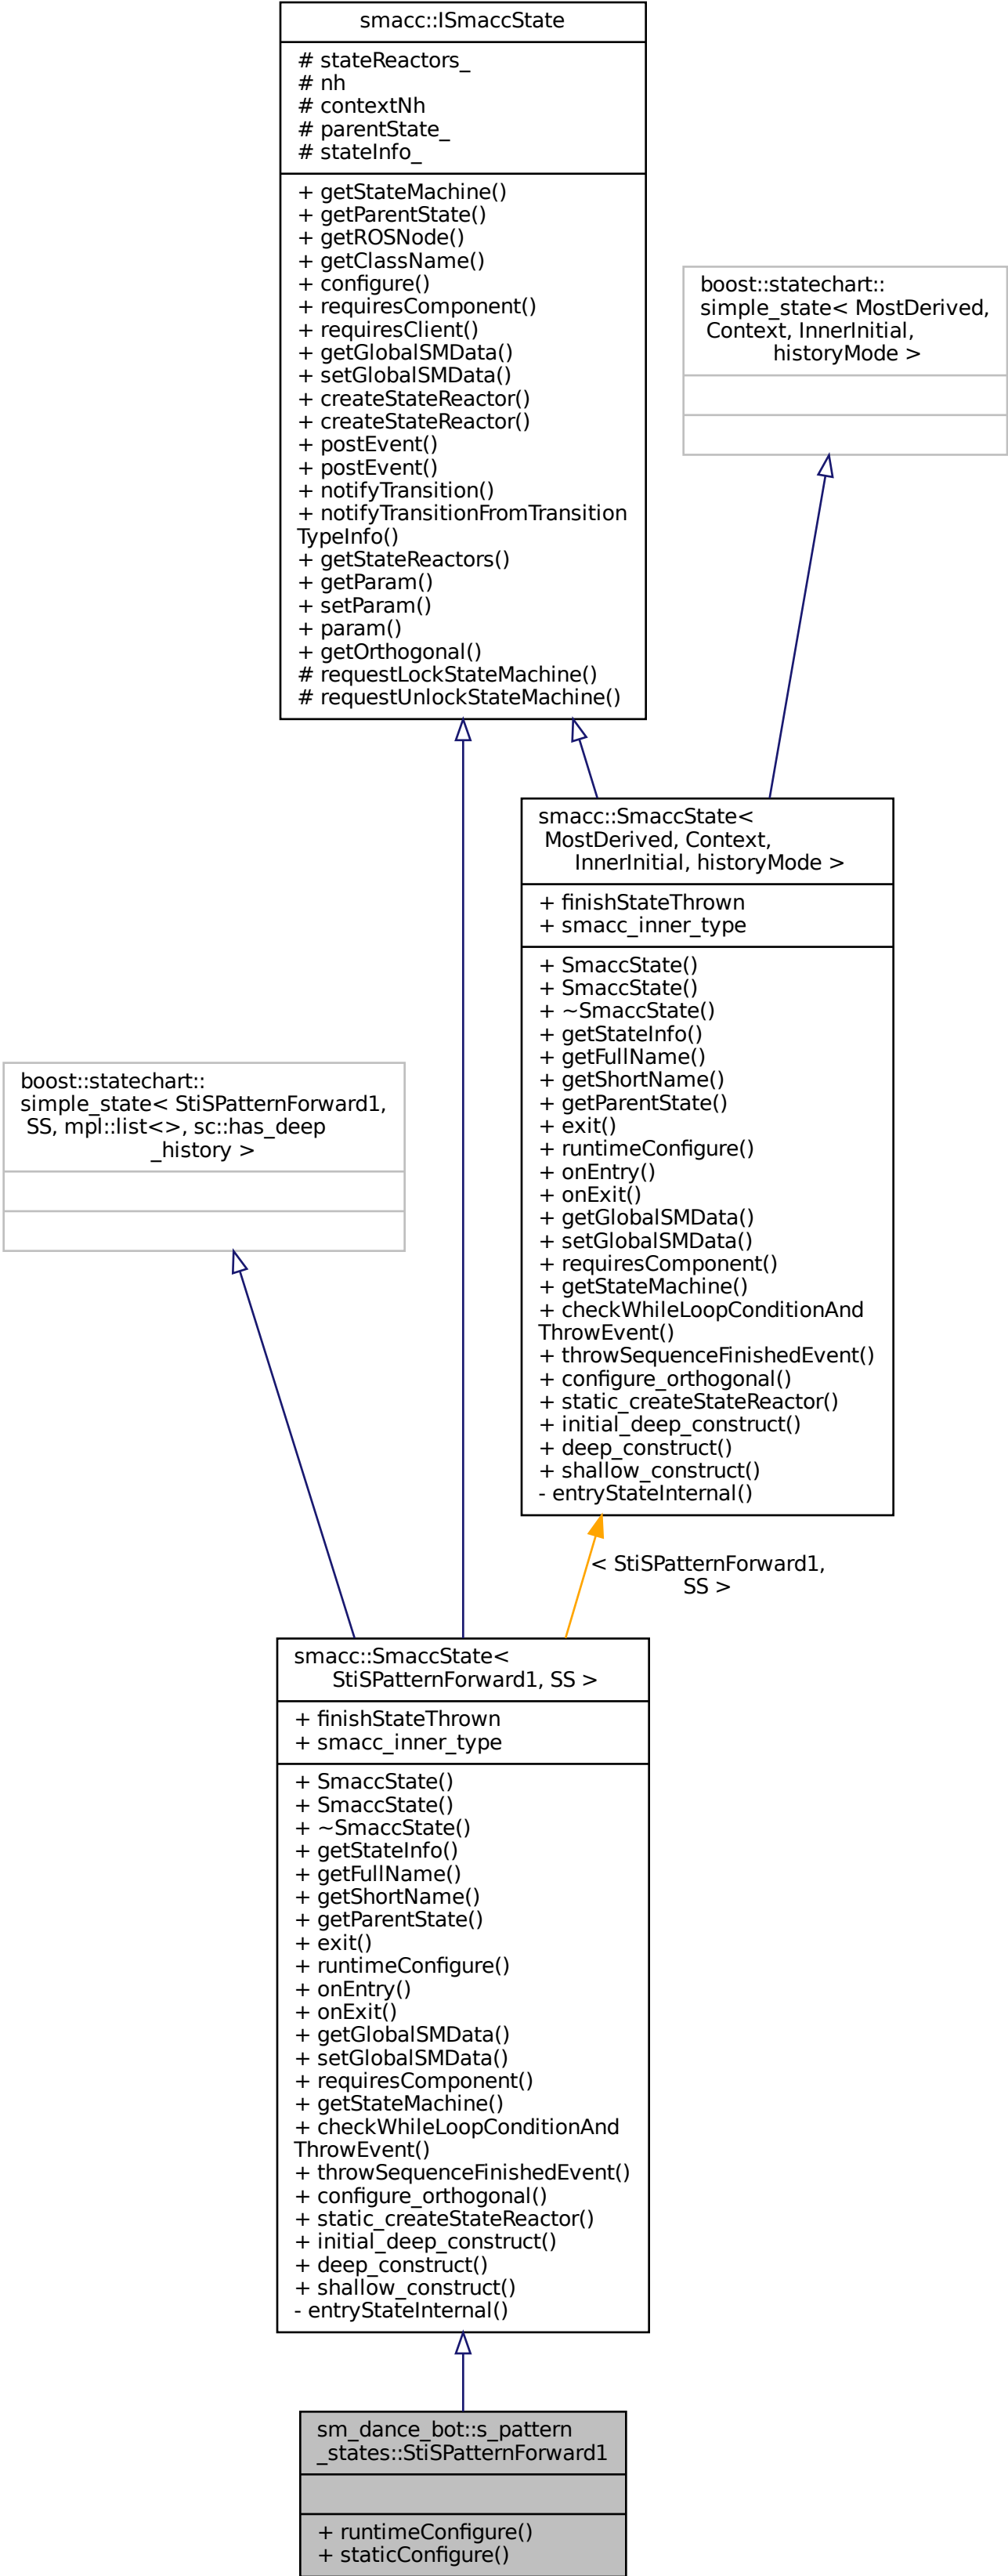 smacc::ISmaccState
# stateReactors_
# nh
# contextNh
# parentState_
# stateInfo_
+ getStateMachine()
+ getParentState()
+ getROSNode()
+ getClassName()
+ configure()
+ requiresComponent()
+ requiresClient()
+ getGlobalSMData()
+ setGlobalSMData()
+ createStateReactor()
+ createStateReactor()
+ postEvent()
+ postEvent()
+ notifyTransition()
+ notifyTransitionFromTransition
TypeInfo()
+ getStateReactors()
+ getParam()
+ setParam()
+ param()
+ getOrthogonal()
# requestLockStateMachine()
# requestUnlockStateMachine()
boost::statechart::
simple_state< MostDerived,
Context, InnerInitial,
historyMode >
smacc::SmaccState<
MostDerived, Context,
InnerInitial, historyMode >
+ finishStateThrown
+ smacc_inner_type
+ SmaccState()
+ SmaccState()
+ ~SmaccState()
+ getStateInfo()
+ getFullName()
+ getShortName()
+ getParentState()
+ exit()
+ runtimeConfigure()
+ onEntry()
+ onExit()
+ getGlobalSMData()
+ setGlobalSMData()
+ requiresComponent()
+ getStateMachine()
+ checkWhileLoopConditionAnd
ThrowEvent()
+ throwSequenceFinishedEvent()
+ configure_orthogonal()
+ static_createStateReactor()
+ initial_deep_construct()
+ deep_construct()
+ shallow_construct()
- entryStateInternal()
boost::statechart::
simple_state< StiSPatternForward1,
SS, mpl::list<>, sc::has_deep
_history >
< StiSPatternForward1,
SS >
smacc::SmaccState<
StiSPatternForward1, SS >
+ finishStateThrown
+ smacc_inner_type
+ SmaccState()
+ SmaccState()
+ ~SmaccState()
+ getStateInfo()
+ getFullName()
+ getShortName()
+ getParentState()
+ exit()
+ runtimeConfigure()
+ onEntry()
+ onExit()
+ getGlobalSMData()
+ setGlobalSMData()
+ requiresComponent()
+ getStateMachine()
+ checkWhileLoopConditionAnd
ThrowEvent()
+ throwSequenceFinishedEvent()
+ configure_orthogonal()
+ static_createStateReactor()
+ initial_deep_construct()
+ deep_construct()
+ shallow_construct()
- entryStateInternal()
sm_dance_bot::s_pattern
_states::StiSPatternForward1
+ runtimeConfigure()
+ staticConfigure()